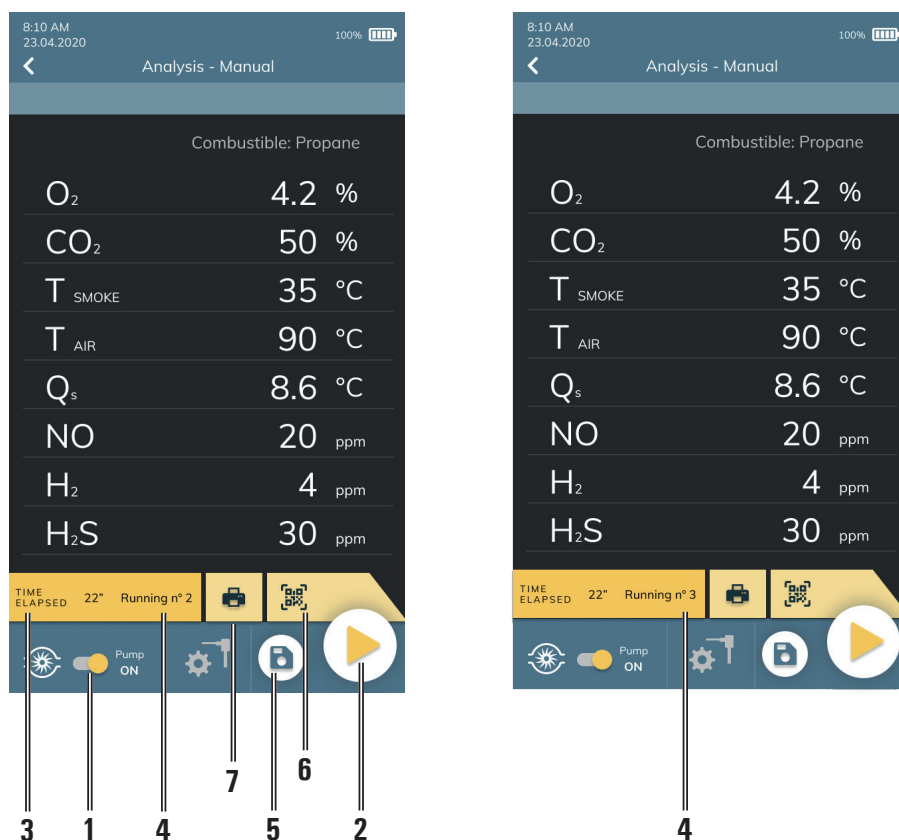 8:10 AM
23.04.2020
100%
Analysis - Manual
Combustible: Propane
O₂ 4.2 %
CO₂ 50 %
T SMOKE 35 °C
T AIR 90 °C
Qs 8.6 °C
NO 20 ppm
H₂ 4 ppm
H₂S 30 ppm
TIME
ELAPSED 22" Running nº 2
Pump
ON
7 6
3 1 4 5 2
8:10 AM
23.04.2020
100%
Analysis - Manual
Combustible: Propane
O₂ 4.2 %
CO₂ 50 %
T SMOKE 35 °C
T AIR 90 °C
Qs 8.6 °C
NO 20 ppm
H₂ 4 ppm
H₂S 30 ppm
TIME
ELAPSED 22" Running nº 3
Pump
ON
4